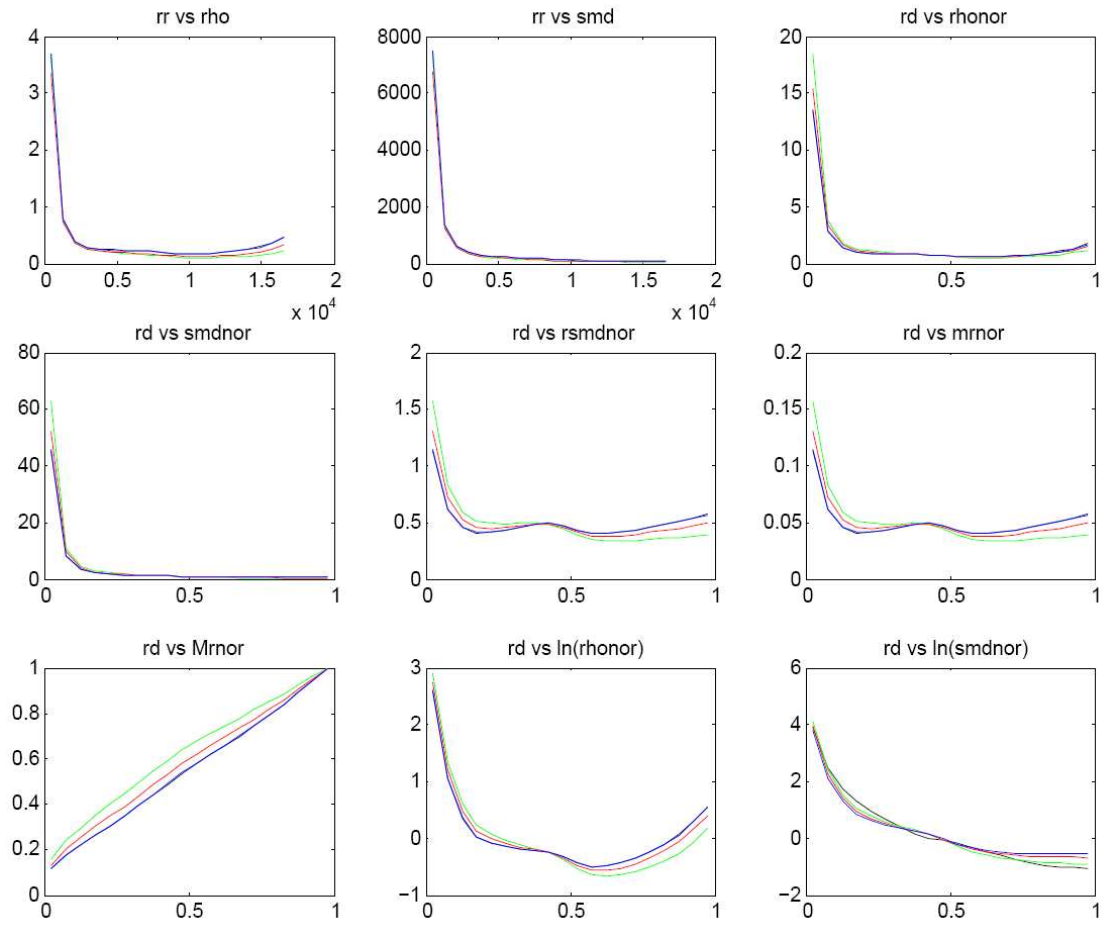 rr vs rho
4
3
2
1
0
0 0.5 1 1.5 2
x 10^4
rr vs smd
8000
6000
4000
2000
0
0 0.5 1 1.5 2
x 10^4
rd vs rhonor
20
15
10
5
0
0 0.5 1
rd vs smdnor
80
60
40
20
0
0 0.5 1
rd vs rsmdnor
2
1.5
1
0.5
0
0 0.5 1
rd vs mrnor
0.2
0.15
0.1
0.05
0
0 0.5 1
rd vs Mrnor
1
0.8
0.6
0.4
0.2
0
0 0.5 1
rd vs ln(rhonor)
3
2
1
0
−1
0 0.5 1
rd vs ln(smdnor)
6
4
2
0
−2
0 0.5 1